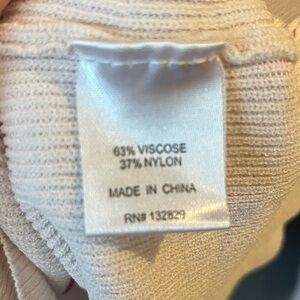 63% VISCOSE
37% NYLON
MADE IN CHINA
RN# 132829